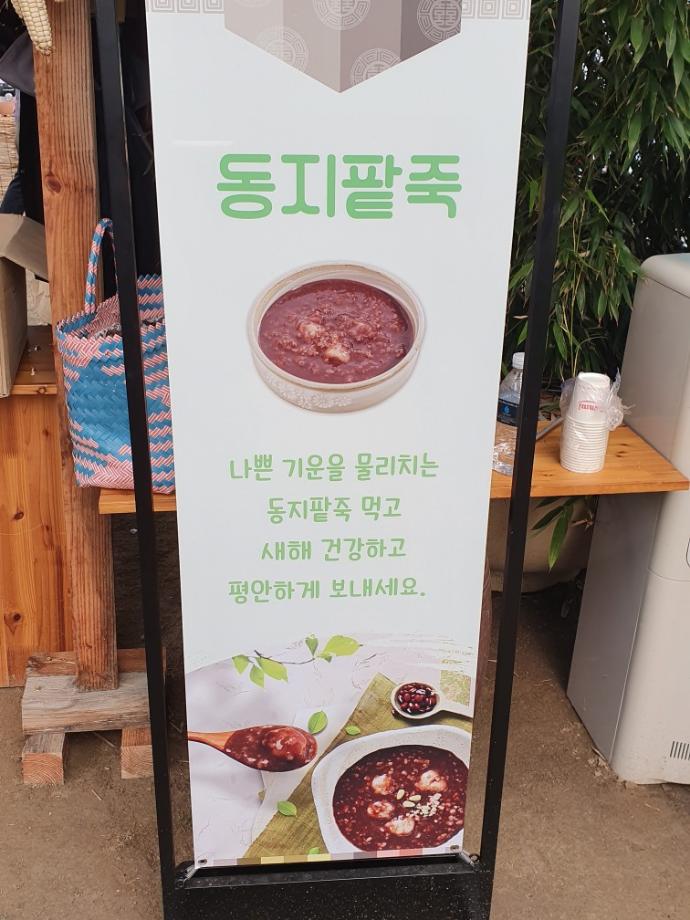 동지팥죽
나쁜 기운을 물리치는
동지팥죽 먹고
새해 건강하고
평안하게 보내세요.